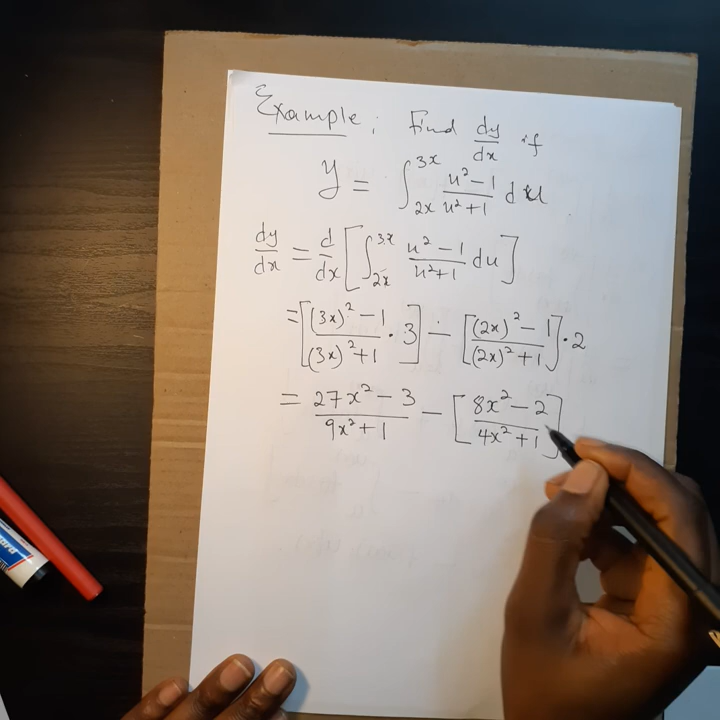 Example; Find dy/dx if
y = ∫_{2x}^{3x} (u²-1)/(u²+1) du
dy/dx = d/dx [∫_{2x}^{3x} (u²-1)/(u²+1) du]
= [((3x)²-1)/((3x)²+1) · 3] - [((2x)²-1)/((2x)²+1)] · 2
= (27x²-3)/(9x²+1) - [(8x²-2)/(4x²+1)]